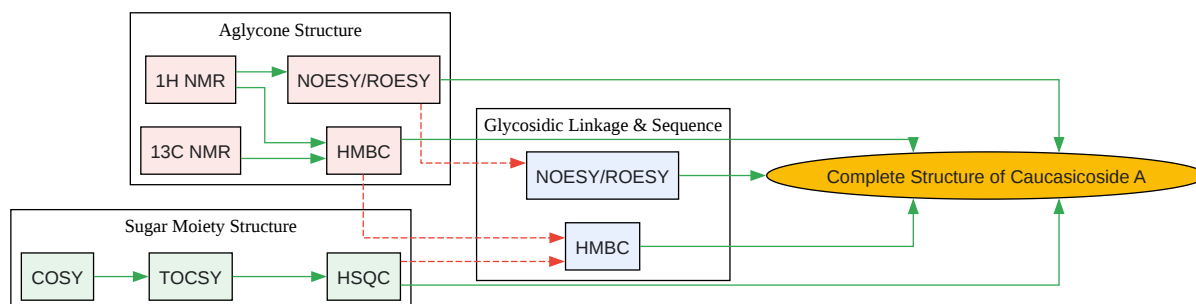 Aglycone Structure
1H NMR
NOESY/ROESY
13C NMR
HMBC
Glycosidic Linkage & Sequence
NOESY/ROESY
HMBC
Complete Structure of Caucasicoside A
Sugar Moiety Structure
COSY
TOCSY
HSQC